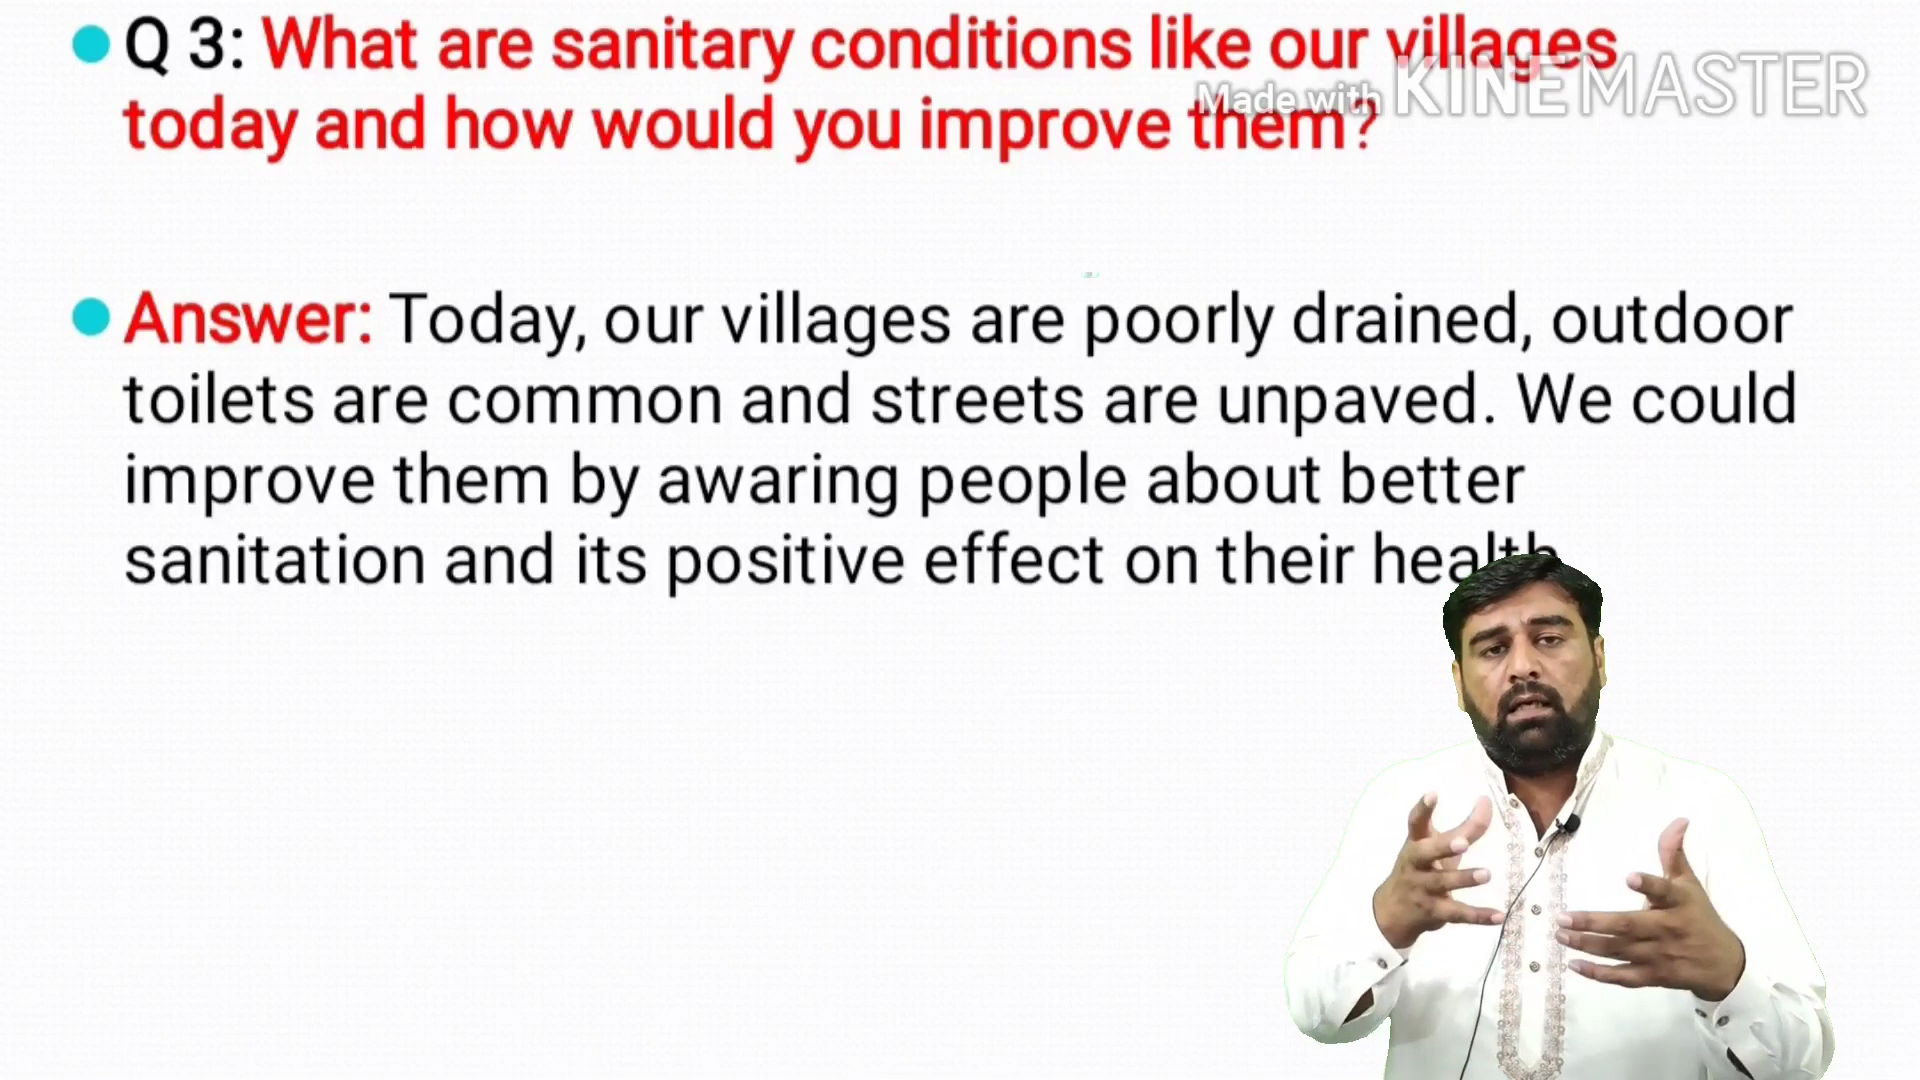 Q 3: What are sanitary conditions like our villages
Made with KINEMASTER
today and how would you improve them?
Answer: Today, our villages are poorly drained, outdoor
toilets are common and streets are unpaved. We could
improve them by awaring people about better
sanitation and its positive effect on their health